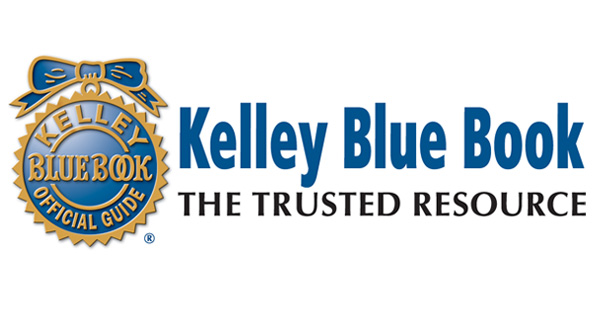 KELLEY
BLUE BOOK
OFFICIAL GUIDE
®
Kelley Blue Book
THE TRUSTED RESOURCE